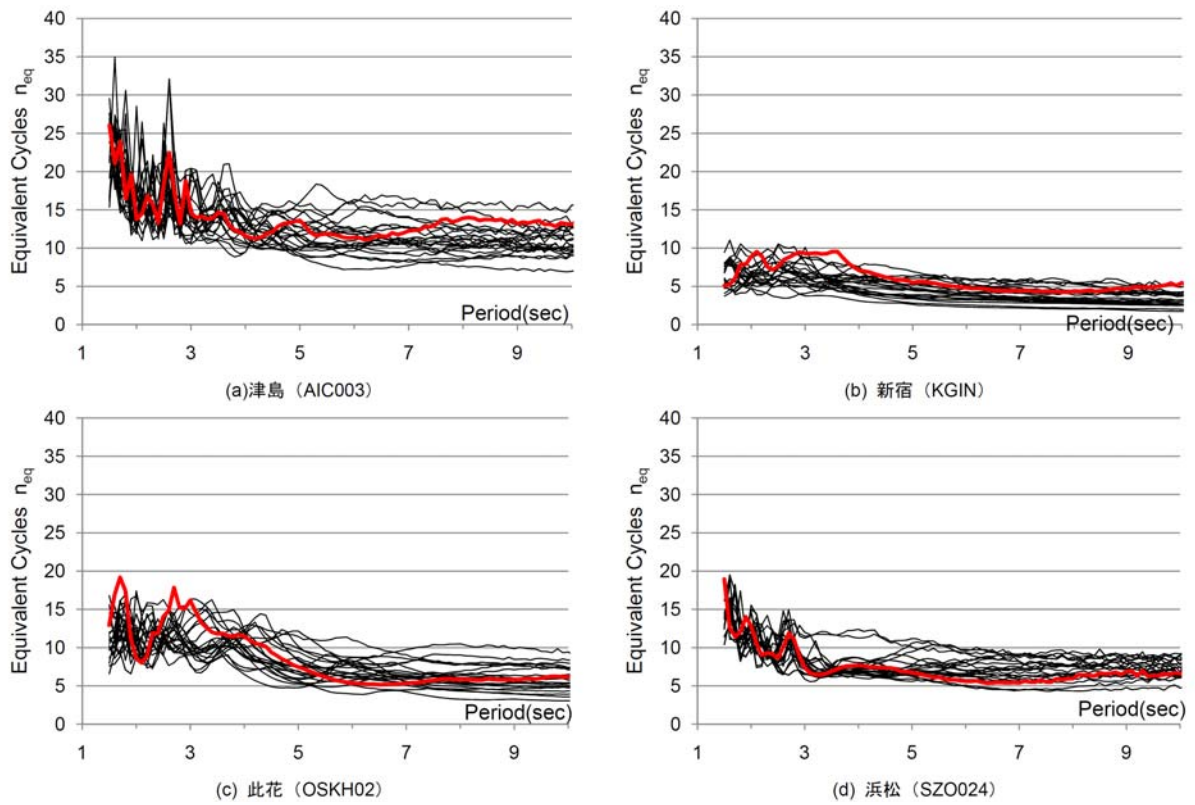 40
35
30
25
20
15
10
5
0
Equivalent Cycles neq
Period(sec)
1 3 5 7 9
(a)津島（AIC003）
40
35
30
25
20
15
10
5
0
Equivalent Cycles neq
Period(sec)
1 3 5 7 9
(b) 新宿（KGIN）
40
35
30
25
20
15
10
5
0
Equivalent Cycles neq
Period(sec)
1 3 5 7 9
(c) 此花（OSKH02）
40
35
30
25
20
15
10
5
0
Equivalent Cycles neq
Period(sec)
1 3 5 7 9
(d) 浜松（SZO024）